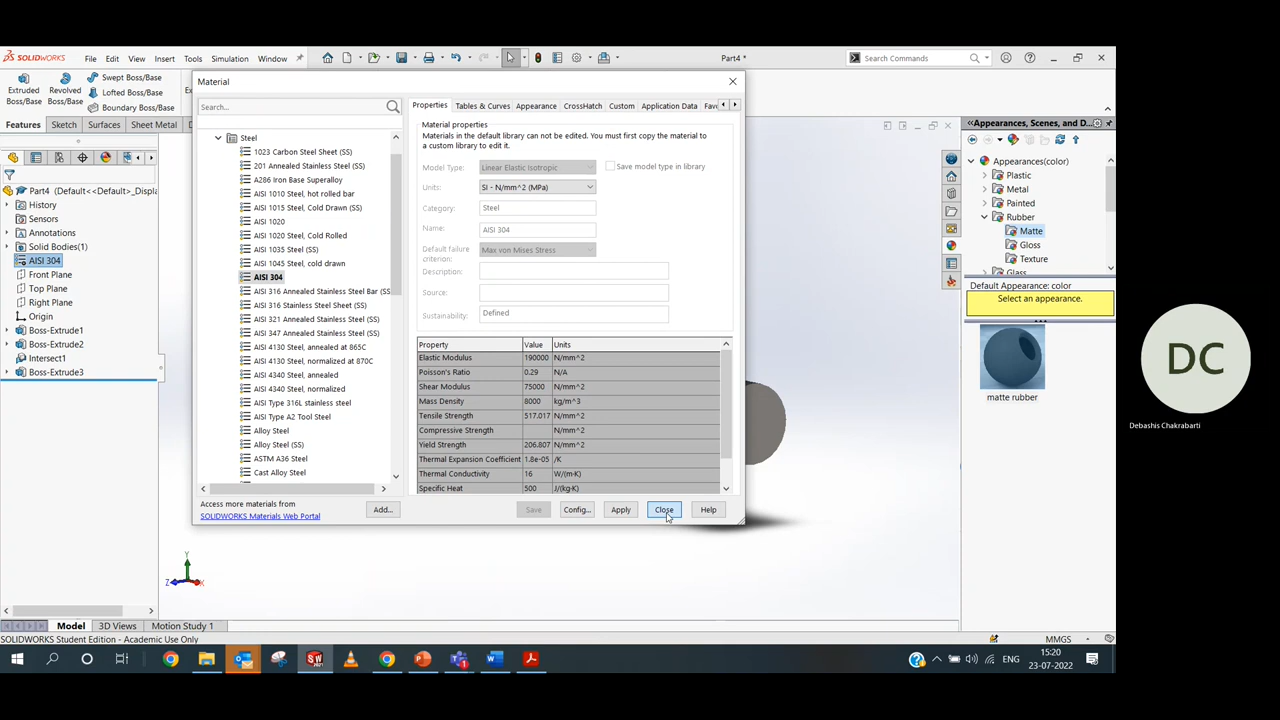 SOLIDWORKS File Edit View Insert Tools Simulation Window Part4 * Search Commands
Extruded Boss/Base
Revolved Boss/Base
Swept Boss/Base
Lofted Boss/Base
Boundary Boss/Base
Features Sketch Surfaces Sheet Metal
Part4 (Default<<Default>_Displa
History
Sensors
Annotations
Solid Bodies(1)
AISI 304
Front Plane
Top Plane
Right Plane
Origin
Boss-Extrude1
Boss-Extrude2
Intersect1
Boss-Extrude3
Material
Search...
Steel
1023 Carbon Steel Sheet (SS)
201 Annealed Stainless Steel (SS)
A286 Iron Base Superalloy
AISI 1010 Steel, hot rolled bar
AISI 1015 Steel, Cold Drawn (SS)
AISI 1020
AISI 1020 Steel, Cold Rolled
AISI 1035 Steel (SS)
AISI 1045 Steel, cold drawn
AISI 304
AISI 316 Annealed Stainless Steel Bar (SS
AISI 316 Stainless Steel Sheet (SS)
AISI 321 Annealed Stainless Steel (SS)
AISI 347 Annealed Stainless Steel (SS)
AISI 4130 Steel, annealed at 865C
AISI 4130 Steel, normalized at 870C
AISI 4340 Steel, annealed
AISI 4340 Steel, normalized
AISI Type 316L stainless steel
AISI Type A2 Tool Steel
Alloy Steel
Alloy Steel (SS)
ASTM A36 Steel
Cast Alloy Steel
Access more materials from
SOLIDWORKS Materials Web Portal
Add...
Properties Tables & Curves Appearance CrossHatch Custom Application Data Fav
Material properties
Materials in the default library can not be edited. You must first copy the material to
a custom library to edit it.
Model Type: Linear Elastic Isotropic Save model type in library
Units: SI - N/mm^2 (MPa)
Category: Steel
Name: AISI 304
Default failure criterion: Max von Mises Stress
Description:
Source:
Sustainability: Defined
Property Value Units
Elastic Modulus 190000 N/mm^2
Poisson's Ratio 0.29 N/A
Shear Modulus 75000 N/mm^2
Mass Density 8000 kg/m^3
Tensile Strength 517.017 N/mm^2
Compressive Strength N/mm^2
Yield Strength 206.807 N/mm^2
Thermal Expansion Coefficient 1.8e-05 /K
Thermal Conductivity 16 W/(m·K)
Specific Heat 500 J/(kg·K)
Save Config... Apply Close Help
Appearances, Scenes, and D...
Appearances(color)
Plastic
Metal
Painted
Rubber
Matte
Gloss
Texture
Glass
Default Appearance: color
Select an appearance.
matte rubber
DC
Debashis Chakrabarti
Y
Z X
Model 3D Views Motion Study 1
SOLIDWORKS Student Edition - Academic Use Only MMGS
ENG 15:20
23-07-2022